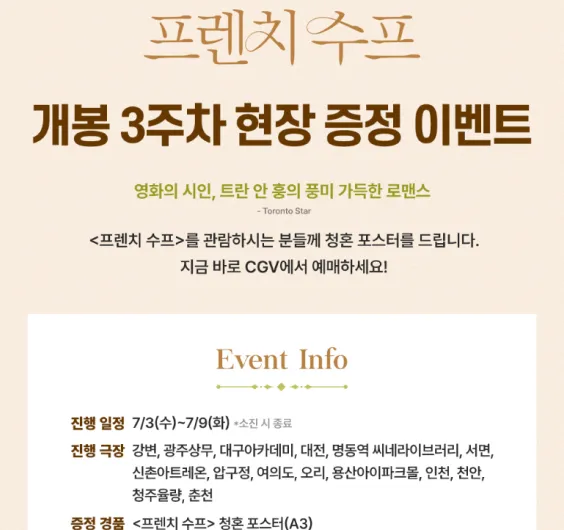 프렌치 수프
개봉 3주차 현장 증정 이벤트
영화의 시인, 트란 안 홍의 풍미 가득한 로맨스
- Toronto Star
<프렌치 수프>를 관람하시는 분들께 청혼 포스터를 드립니다.
지금 바로 CGV에서 예매하세요!
Event Info
진행 일정 7/3(수)~7/9(화) *소진 시 종료
진행 극장 강변, 광주상무, 대구아카데미, 대전, 명동역 씨네라이브러리, 서면,
신촌아트레온, 압구정, 여의도, 오리, 용산아이파크몰, 인천, 천안,
청주율량, 춘천
증정 경품 <프렌치 수프> 청혼 포스터(A3)